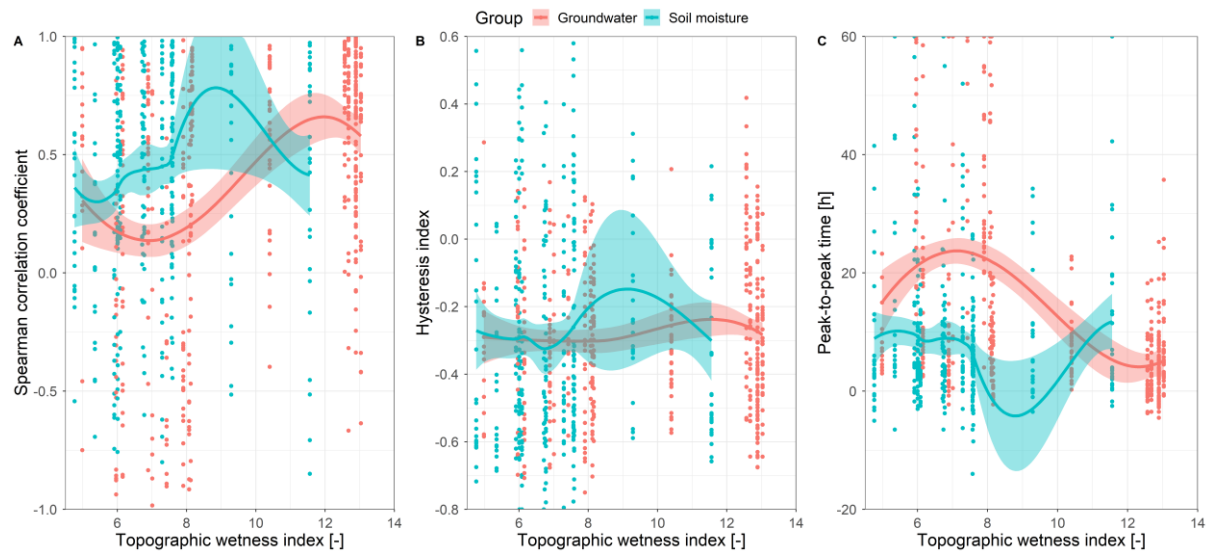 Group Groundwater Soil moisture
A
B
C
Spearman correlation coefficient
1.0
0.5
0.0
-0.5
-1.0
6 8 10 12 14
Topographic wetness index [-]
Hysteresis index
0.6
0.4
0.2
0.0
-0.2
-0.4
-0.6
-0.8
6 8 10 12 14
Topographic wetness index [-]
Peak-to-peak time [h]
60
40
20
0
-20
6 8 10 12 14
Topographic wetness index [-]